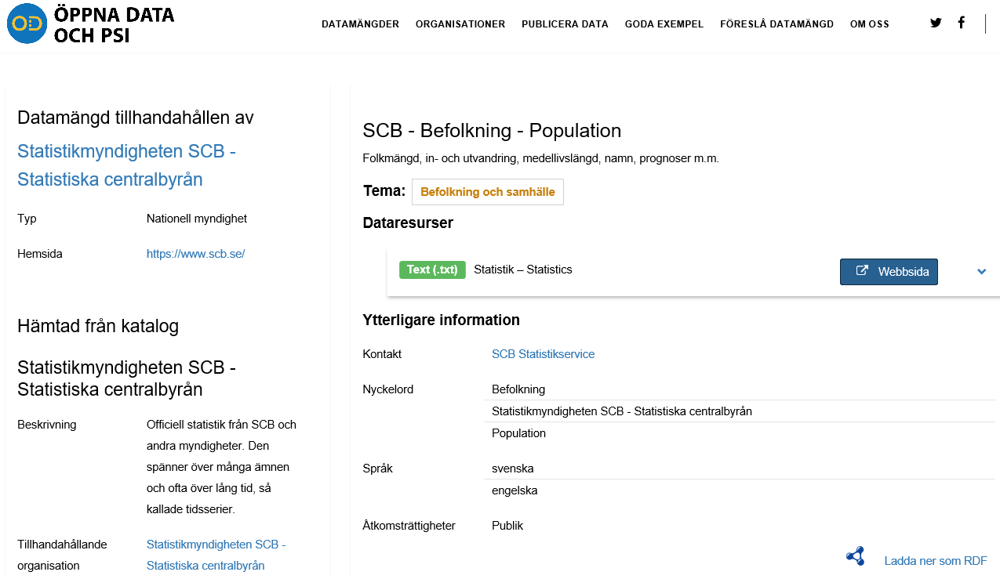 ÖPPNA DATA
OCH PSI
DATAMÄNGDER ORGANISATIONER PUBLICERA DATA GODA EXEMPEL FÖRESLÅ DATAMÄNGD OM OSS
Datamängd tillhandahållen av
Statistikmyndigheten SCB -
Statistiska centralbyrån
Typ Nationell myndighet
Hemsida https://www.scb.se/
Hämtad från katalog
Statistikmyndigheten SCB -
Statistiska centralbyrån
Beskrivning Officiell statistik från SCB och
andra myndigheter. Den
spänner över många ämnen
och ofta över lång tid, så
kallade tidsserier.
Tillhandahållande Statistikmyndigheten SCB -
organisation Statistiska centralbyrån
SCB - Befolkning - Population
Folkmängd, in- och utvandring, medellivslängd, namn, prognoser m.m.
Tema: Befolkning och samhälle
Dataresurser
Text (.txt) Statistik – Statistics Webbsida
Ytterligare information
Kontakt SCB Statistikservice
Nyckelord Befolkning
Statistikmyndigheten SCB - Statistiska centralbyrån
Population
Språk svenska
engelska
Åtkomsträttigheter Publik
Ladda ner som RDF